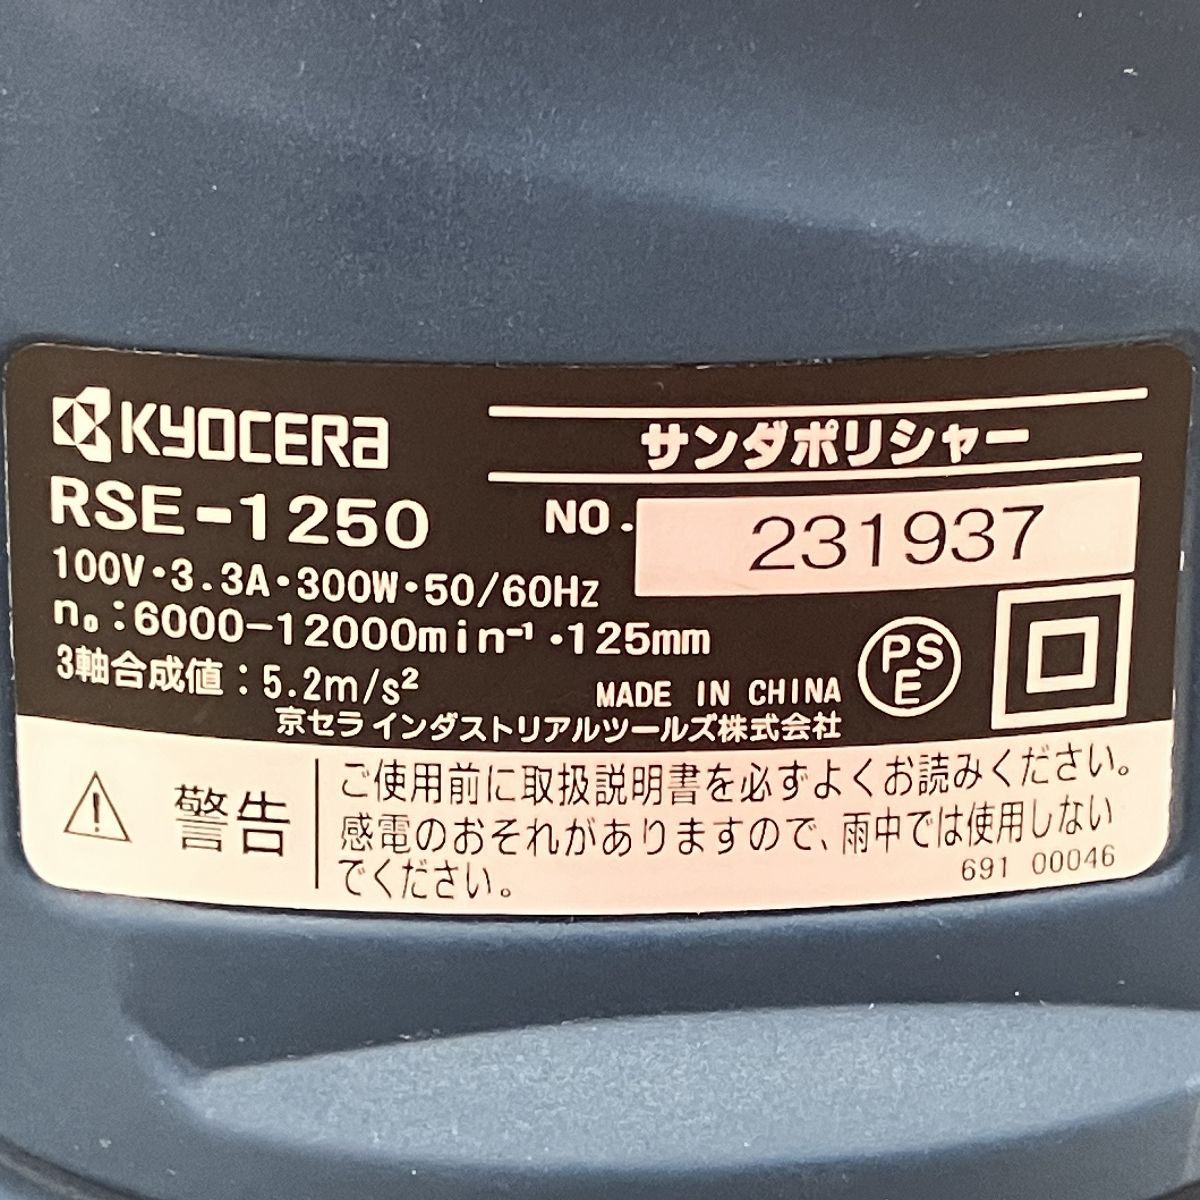 KYOCERA
サンダポリシャー
RSE-1250
NO. 231937
100V・3.3A・300W・50/60Hz
n₀:6000-12000min⁻¹・125mm
3軸合成値:5.2m/s²
MADE IN CHINA
PSE
京セラ インダストリアルツールズ株式会社
警告
ご使用前に取扱説明書を必ずよくお読みください。
感電のおそれがありますので、雨中では使用しない
でください。
691 00046